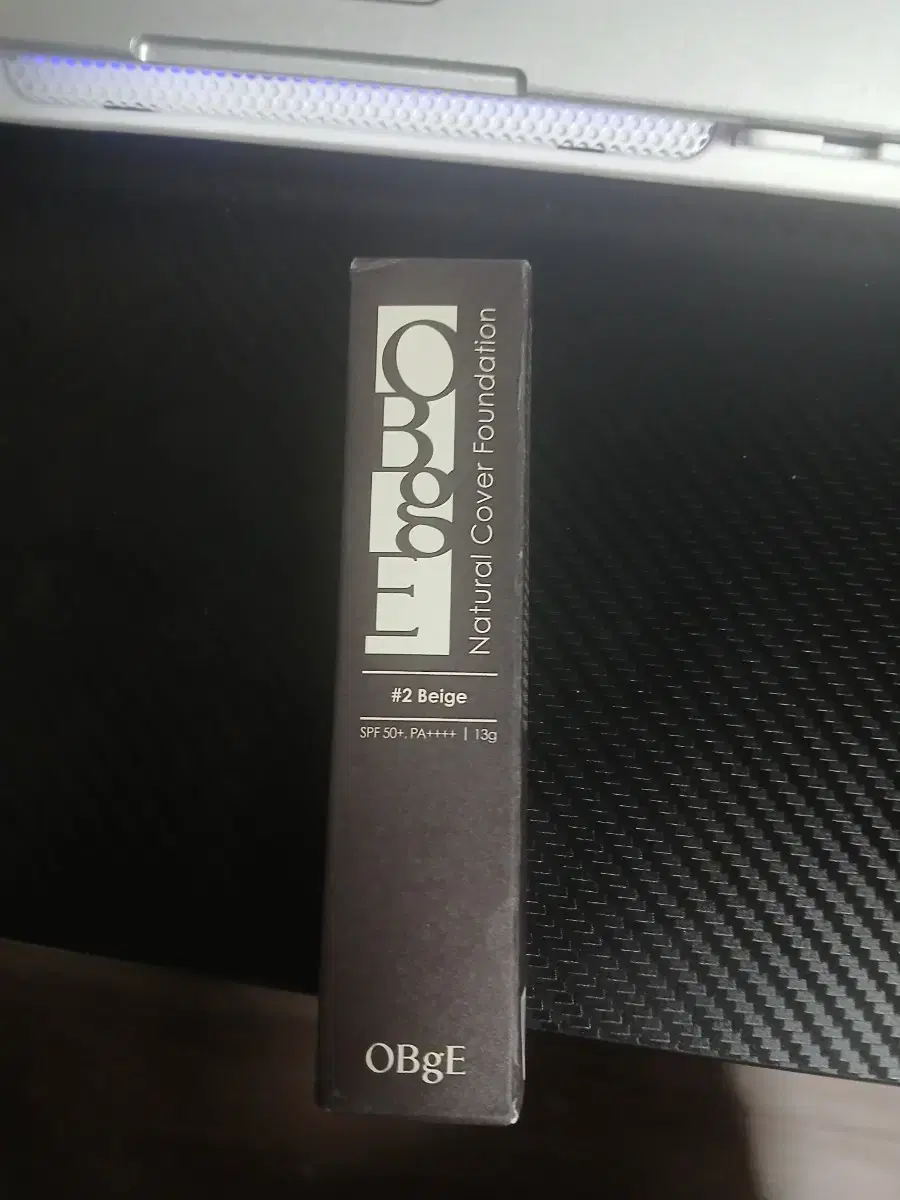 OBgE
Natural Cover Foundation
#2 Beige
SPF 50+, PA++++ | 13g
OBgE